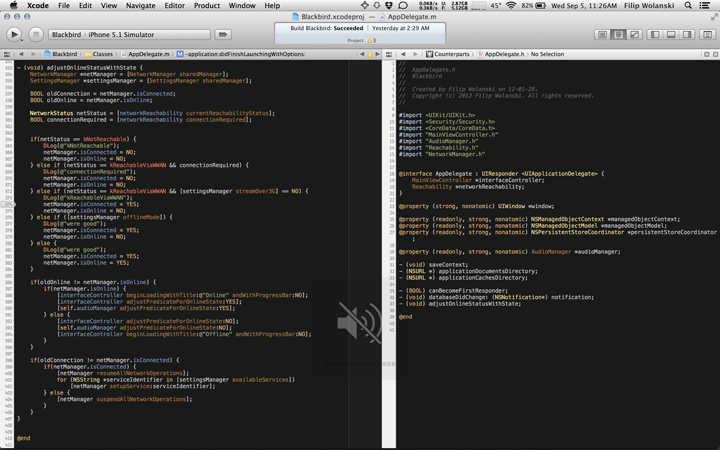 Xcode File Edit View Navigate Editor Product Window Help
0.0KB/s 2.87GB
0.0KB/s 5.12GB
45° 82% Wed Sep 5, 11:26AM Filip Wolanski
Blackbird.xcodeproj — AppDelegate.m
Blackbird iPhone 5.1 Simulator
Build Blackbird: Succeeded Yesterday at 2:29 AM
Project
Blackbird Classes AppDelegate.m -application:didFinishLaunchingWithOptions:
- (void) adjustOnlineStatusWithState {
NetworkManager *netManager = [NetworkManager sharedManager];
SettingsManager *settingsManager = [SettingsManager sharedManager];
BOOL oldConnection = netManager.isConnected;
BOOL oldOnline = netManager.isOnline;
NetworkStatus netStatus = [networkReachability currentReachabilityStatus];
BOOL connectionRequired = [networkReachability connectionRequired];
if(netStatus == kNotReachable) {
DLog(@"kNotReachable");
netManager.isConnected = NO;
netManager.isOnline = NO;
} else if (netStatus == kReachableViaWWAN && connectionRequired) {
DLog(@"connectionRequired");
netManager.isConnected = NO;
netManager.isOnline = NO;
} else if (netStatus == kReachableViaWWAN && [settingsManager streamOver3G] == NO) {
DLog(@"kReachableViaWWAN");
netManager.isConnected = YES;
netManager.isOnline = NO;
} else if ([settingsManager offlineMode]) {
DLog(@"were good");
netManager.isConnected = YES;
netManager.isOnline = NO;
} else {
DLog(@"were good");
netManager.isConnected = YES;
netManager.isOnline = YES;
}
if(oldOnline != netManager.isOnline) {
if(netManager.isOnline) {
[interfaceController beginLoadingWithTitle:@"Online" andWithProgressBar:NO];
[interfaceController adjustPredicateForOnlineState:YES];
[self.audioManager adjustPredicateForOnlineState:YES];
} else {
[interfaceController adjustPredicateForOnlineState:NO];
[self.audioManager adjustPredicateForOnlineState:NO];
[interfaceController beginLoadingWithTitle:@"Offline" andWithProgressBar:NO];
}
}
if(oldConnection != netManager.isConnected) {
if(netManager.isConnected) {
[netManager resumeAllNetworkOperations];
for (NSString *serviceIdentifier in [settingsManager availableServices])
[netManager setupService:serviceIdentifier];
} else {
[netManager suspendAllNetworkOperations];
}
}
}
@end
Counterparts AppDelegate.h No Selection
//
// AppDelegate.h
// Blackbird
//
// Created by Filip Wolanski on 12-01-28.
// Copyright (c) 2012 Filip Wolanski. All rights reserved.
//
#import <UIKit/UIKit.h>
#import <Security/Security.h>
#import <CoreData/CoreData.h>
#import "MainViewController.h"
#import "AudioManager.h"
#import "Reachability.h"
#import "NetworkManager.h"
@interface AppDelegate : UIResponder <UIApplicationDelegate> {
MainViewController *interfaceController;
Reachability *networkReachability;
}
@property (strong, nonatomic) UIWindow *window;
@property (readonly, strong, nonatomic) NSManagedObjectContext *managedObjectContext;
@property (readonly, strong, nonatomic) NSManagedObjectModel *managedObjectModel;
@property (readonly, strong, nonatomic) NSPersistentStoreCoordinator *persistentStoreCoordinator
;
@property (readonly, strong, nonatomic) AudioManager *audioManager;
- (void) saveContext;
- (NSURL *) applicationDocumentsDirectory;
- (NSURL *) applicationCachesDirectory;
- (BOOL) canBecomeFirstResponder;
- (void) databaseDidChange: (NSNotification*) notification;
- (void) adjustOnlineStatusWithState;
@end